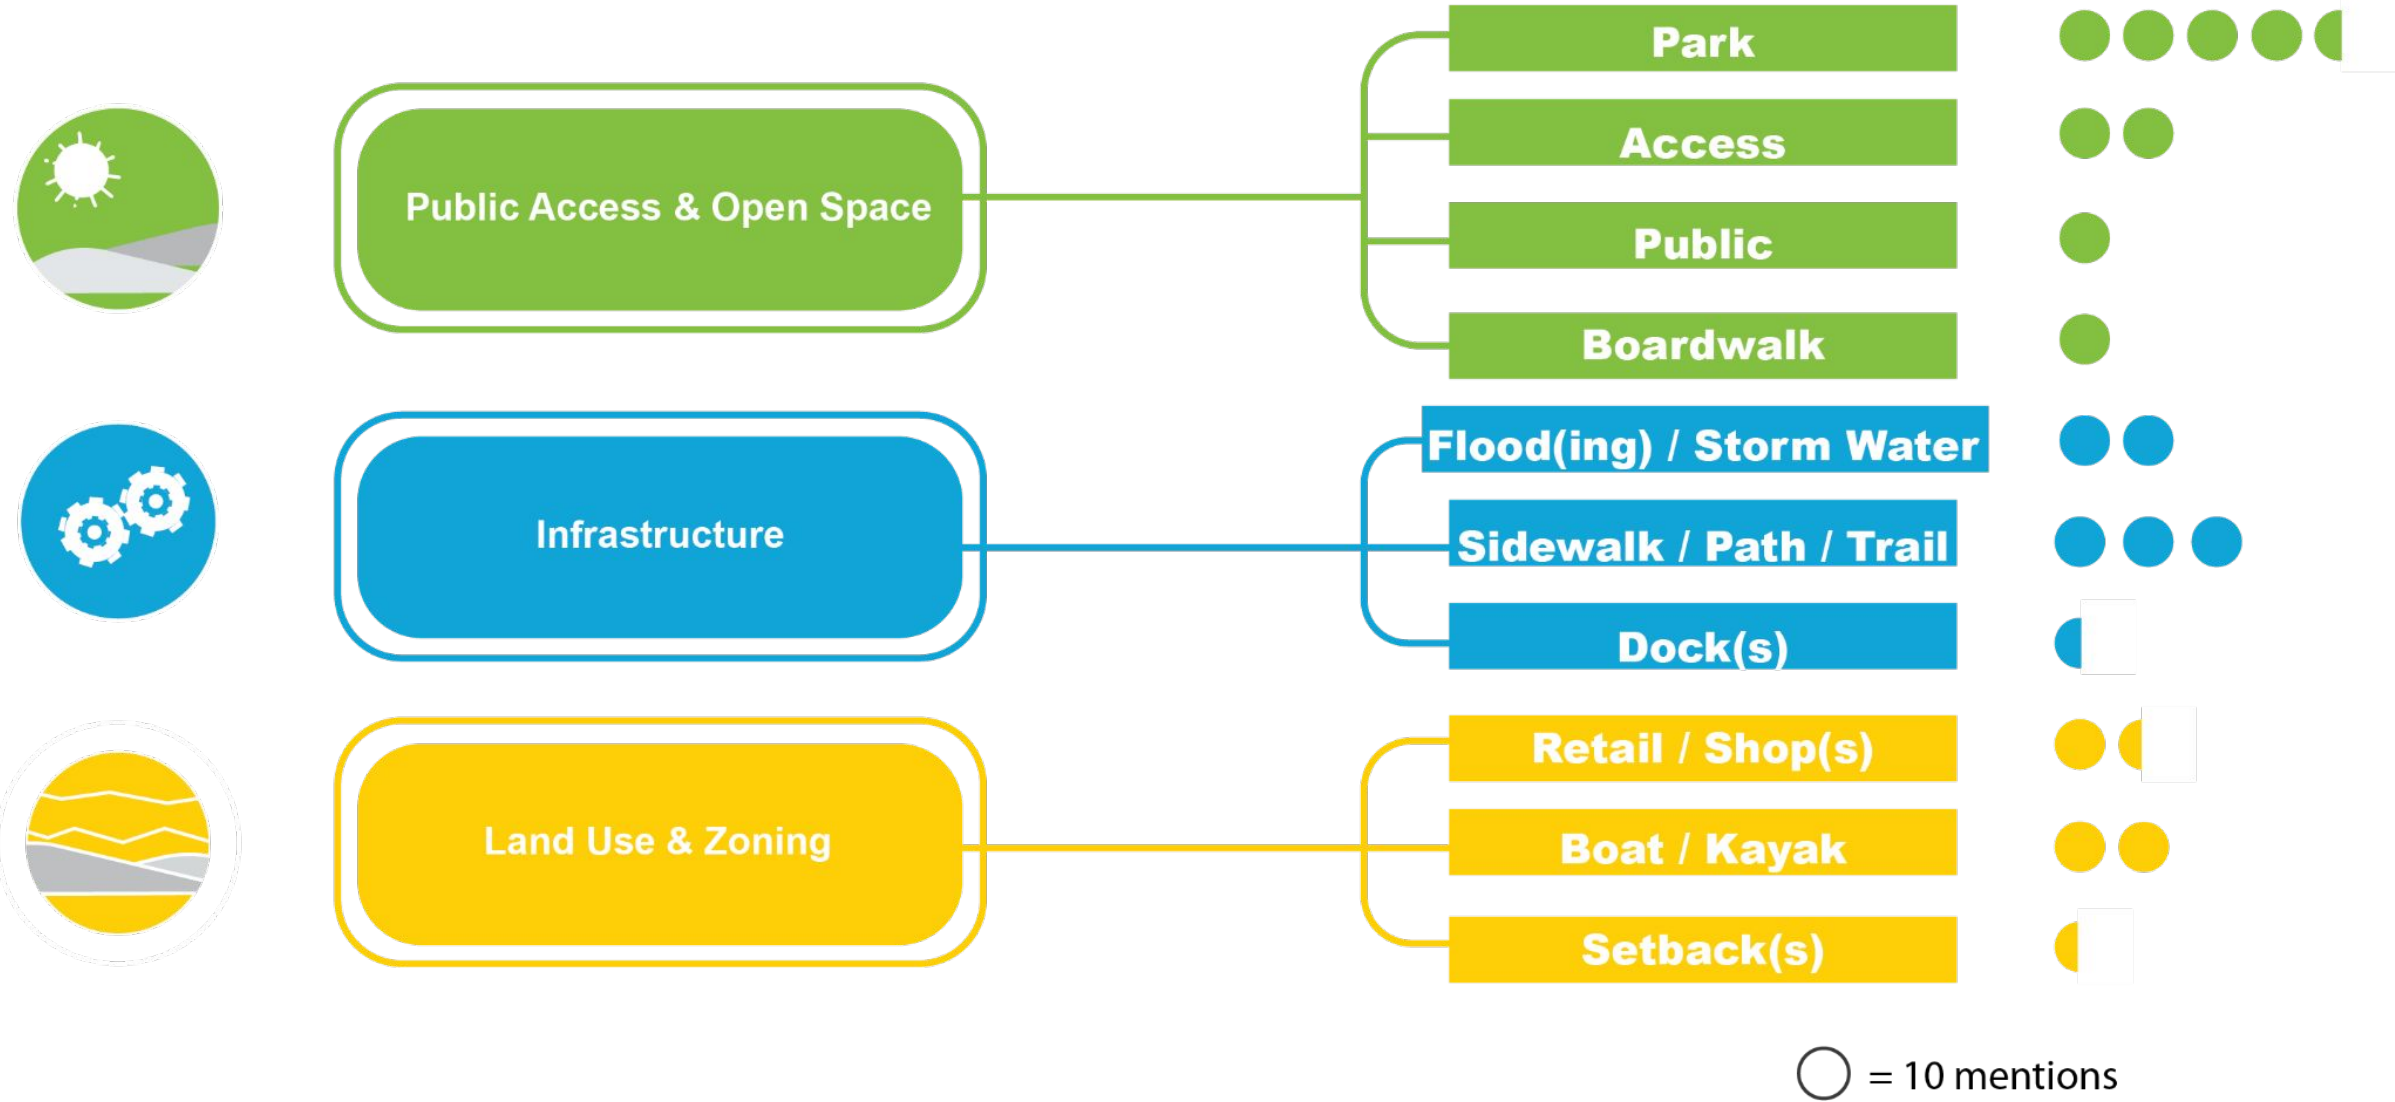 Public Access & Open Space
Park
Access
Public
Boardwalk
Infrastructure
Flood(ing) / Storm Water
Sidewalk / Path / Trail
Dock(s)
Land Use & Zoning
Retail / Shop(s)
Boat / Kayak
Setback(s)
= 10 mentions